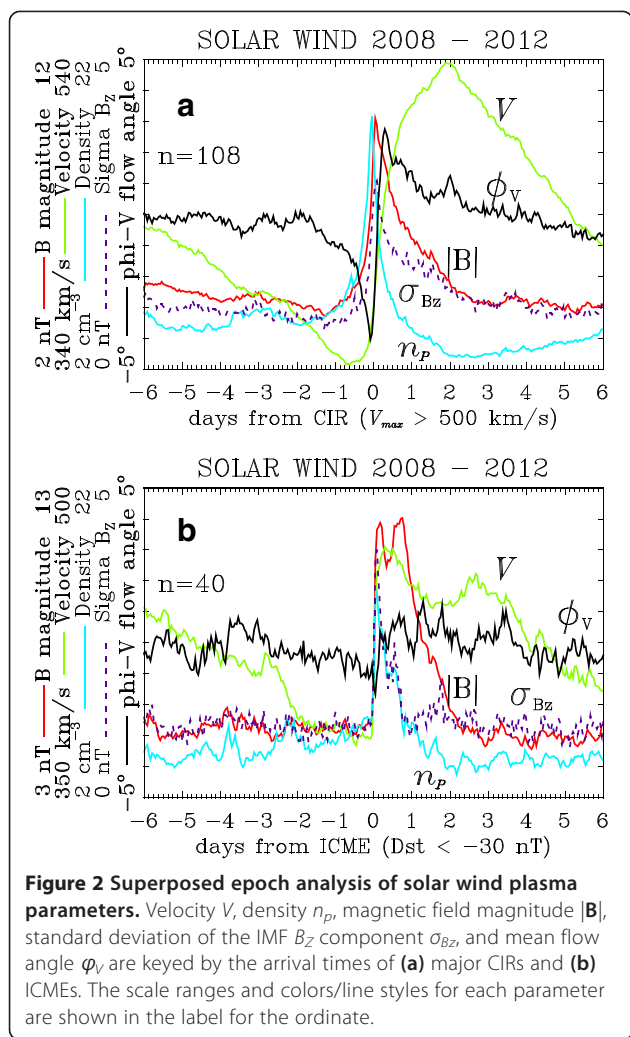 SOLAR WIND 2008 − 2012
2 nT —— B magnitude 12
340 km/s —— Velocity 540
2 cm⁻³ —— Density 22
0 nT ----- Sigma B_Z 5
−5° —— phi−V flow angle 5°
a
n=108
V
ϕ_V
|B|
σ_Bz
n_P
−6 −5 −4 −3 −2 −1 0 1 2 3 4 5 6
days from CIR (V_max > 500 km/s)
SOLAR WIND 2008 − 2012
3 nT —— B magnitude 13
350 km/s —— Velocity 500
2 cm⁻³ —— Density 22
0 nT ----- Sigma B_Z 5
−5° —— phi−V flow angle 5°
b
n=40
V
ϕ_V
|B|
σ_Bz
n_P
−6 −5 −4 −3 −2 −1 0 1 2 3 4 5 6
days from ICME (Dst < −30 nT)
Figure 2 Superposed epoch analysis of solar wind plasma
parameters. Velocity V, density n_p, magnetic field magnitude |B|,
standard deviation of the IMF B_Z component σ_Bz, and mean flow
angle φ_V are keyed by the arrival times of (a) major CIRs and (b)
ICMEs. The scale ranges and colors/line styles for each parameter
are shown in the label for the ordinate.